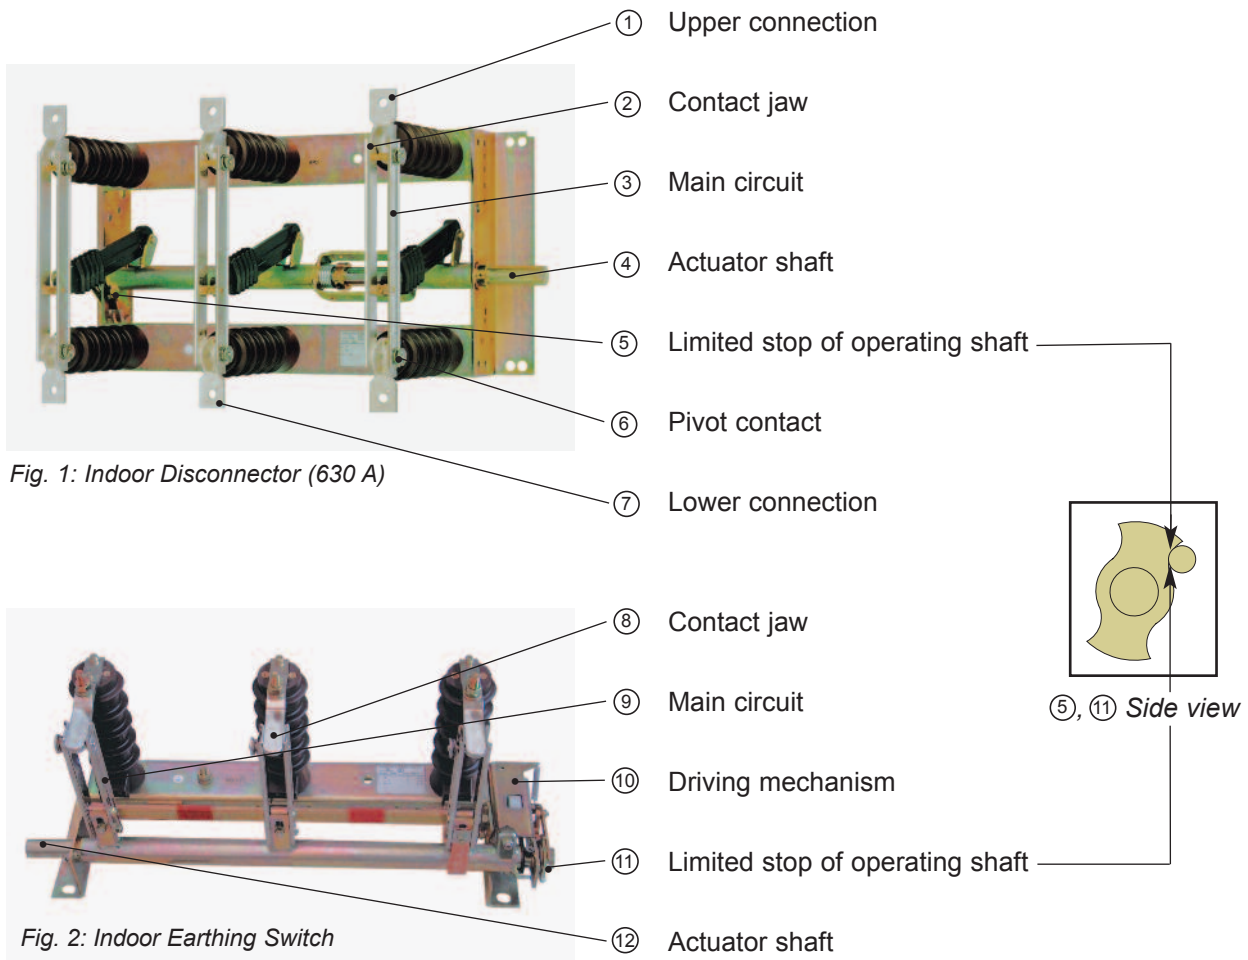 ① Upper connection
② Contact jaw
③ Main circuit
④ Actuator shaft
⑤ Limited stop of operating shaft
⑥ Pivot contact
Fig. 1: Indoor Disconnector (630 A)
⑦ Lower connection
⑧ Contact jaw
⑨ Main circuit
⑤, ⑪ Side view
⑩ Driving mechanism
⑪ Limited stop of operating shaft
Fig. 2: Indoor Earthing Switch
⑫ Actuator shaft